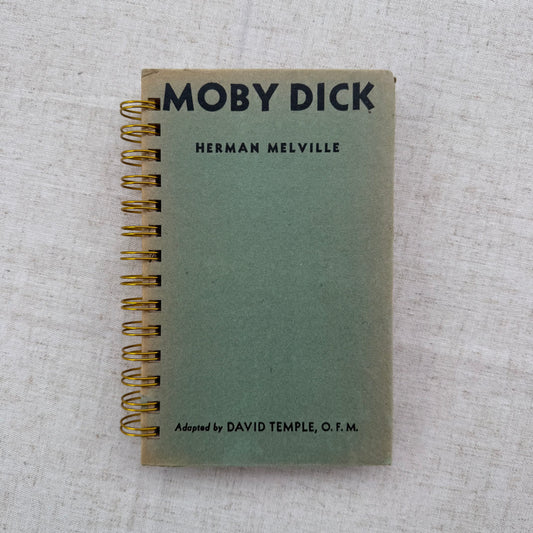 MOBY DICK
HERMAN MELVILLE
Adapted by DAVID TEMPLE, O. F. M.